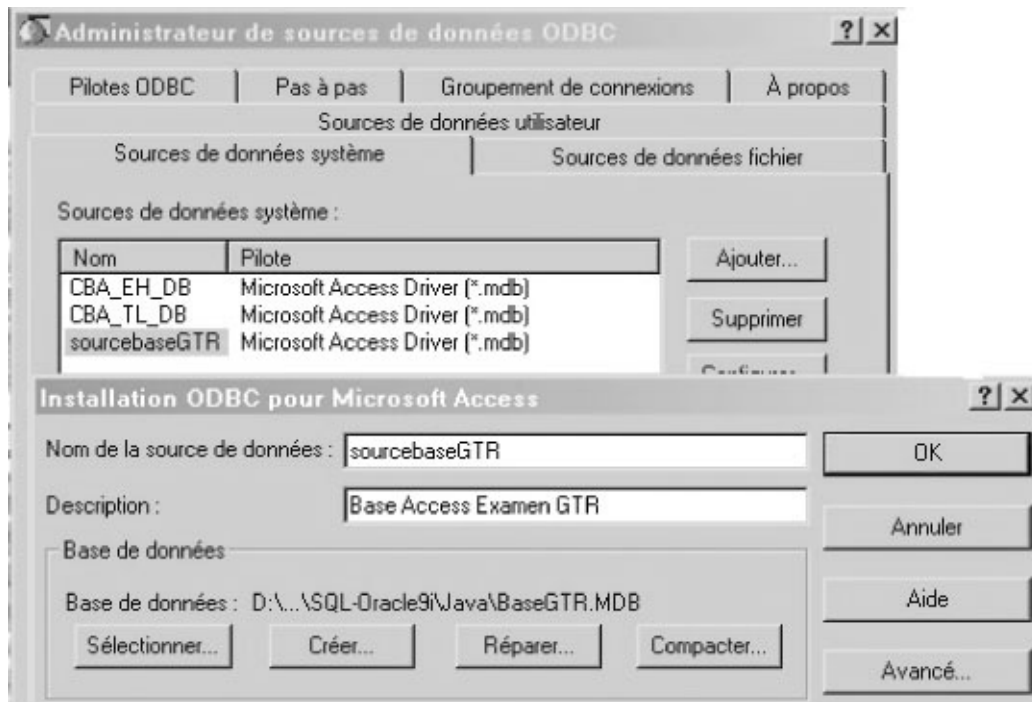 Administrateur de sources de données ODBC
Pilotes ODBC Pas à pas Groupement de connexions À propos
Sources de données utilisateur
Sources de données système Sources de données fichier
Sources de données système :
Nom Pilote Ajouter...
CBA_EH_DB Microsoft Access Driver (*.mdb)
CBA_TL_DB Microsoft Access Driver (*.mdb) Supprimer
sourcebaseGTR Microsoft Access Driver (*.mdb)
Installation ODBC pour Microsoft Access
Nom de la source de données : sourcebaseGTR OK
Description : Base Access Examen GTR
Annuler
Base de données
Base de données : D:\...\SQL-Oracle9i\Java\BaseGTR.MDB Aide
Sélectionner... Créer... Réparer... Compacter...
Avancé...